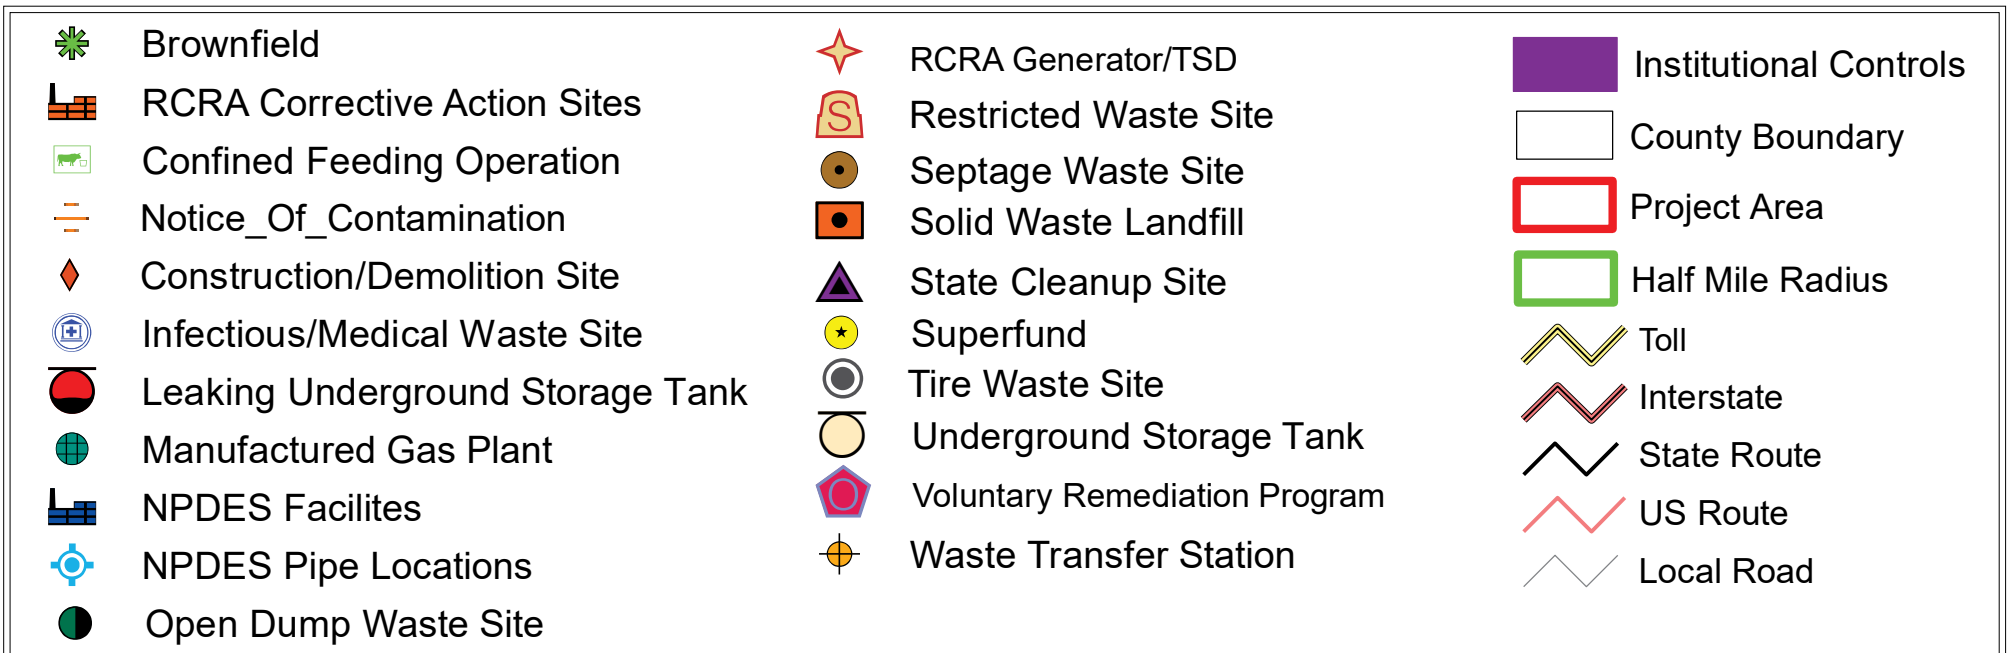 Brownfield
RCRA Corrective Action Sites
Confined Feeding Operation
Notice_Of_Contamination
Construction/Demolition Site
Infectious/Medical Waste Site
Leaking Underground Storage Tank
Manufactured Gas Plant
NPDES Facilites
NPDES Pipe Locations
Open Dump Waste Site
RCRA Generator/TSD
S
Restricted Waste Site
Septage Waste Site
Solid Waste Landfill
State Cleanup Site
Superfund
Tire Waste Site
Underground Storage Tank
O
Voluntary Remediation Program
Waste Transfer Station
Institutional Controls
County Boundary
Project Area
Half Mile Radius
Toll
Interstate
State Route
US Route
Local Road